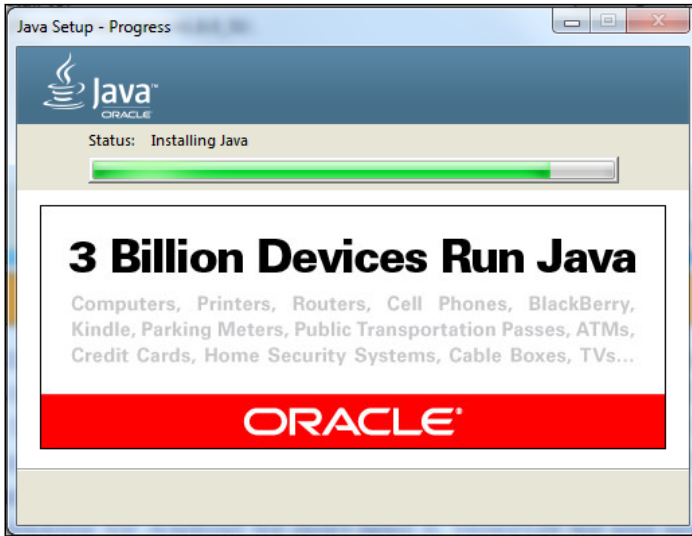 Java Setup - Progress
Java™
ORACLE
Status: Installing Java
3 Billion Devices Run Java
Computers, Printers, Routers, Cell Phones, BlackBerry,
Kindle, Parking Meters, Public Transportation Passes, ATMs,
Credit Cards, Home Security Systems, Cable Boxes, TVs...
ORACLE®